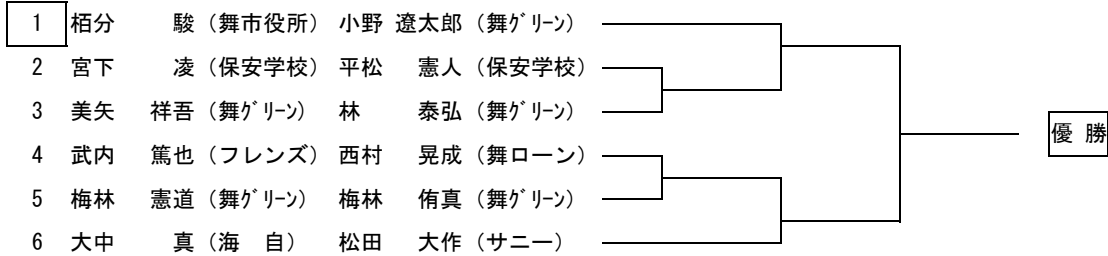 1 栢分 駿 (舞市役所) 小野 遼太郎 (舞ｸﾞﾘｰﾝ)
2 宮下 凌 (保安学校) 平松 憲人 (保安学校)
3 美矢 祥吾 (舞ｸﾞﾘｰﾝ) 林 泰弘 (舞ｸﾞﾘｰﾝ)
優 勝
4 武内 篤也 (フレンズ) 西村 晃成 (舞ローン)
5 梅林 憲道 (舞ｸﾞﾘｰﾝ) 梅林 侑真 (舞ｸﾞﾘｰﾝ)
6 大中 真 (海 自) 松田 大作 (サニー)